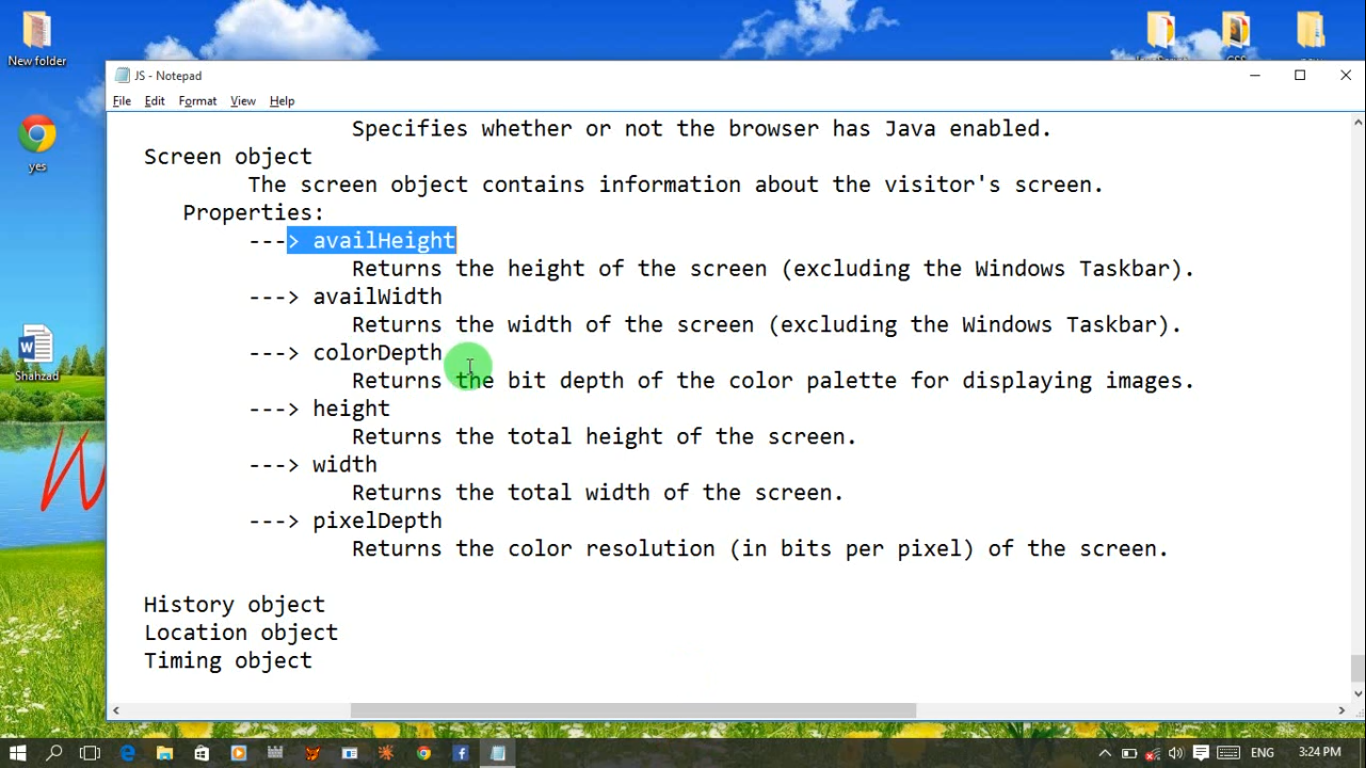 New folder
JS - Notepad
File Edit Format View Help
yes
Specifies whether or not the browser has Java enabled.
Screen object
The screen object contains information about the visitor's screen.
Properties:
---> availHeight
Returns the height of the screen (excluding the Windows Taskbar).
---> availWidth
Returns the width of the screen (excluding the Windows Taskbar).
---> colorDepth
Returns the bit depth of the color palette for displaying images.
---> height
Returns the total height of the screen.
---> width
Returns the total width of the screen.
---> pixelDepth
Returns the color resolution (in bits per pixel) of the screen.
History object
Location object
Timing object
Shahzad
ENG
3:24 PM